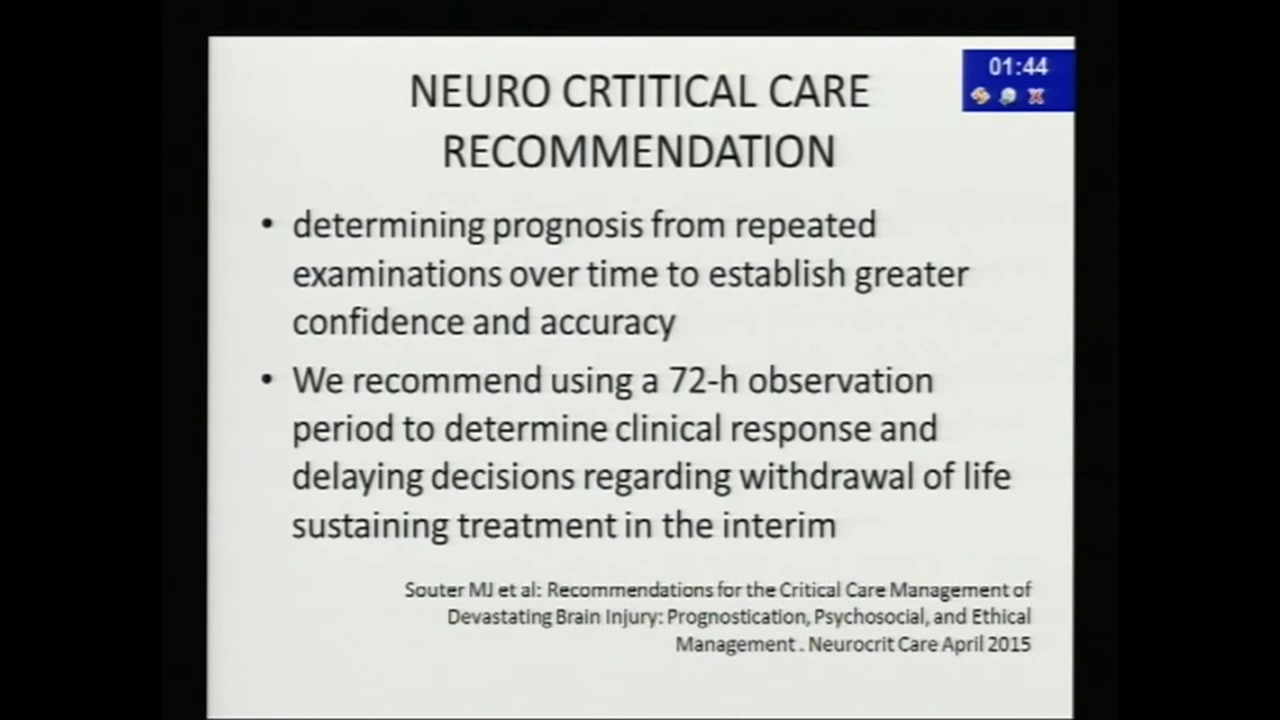 NEURO CRTITICAL CARE
RECOMMENDATION
01:44
• determining prognosis from repeated
examinations over time to establish greater
confidence and accuracy
• We recommend using a 72-h observation
period to determine clinical response and
delaying decisions regarding withdrawal of life
sustaining treatment in the interim
Souter MJ et al: Recommendations for the Critical Care Management of
Devastating Brain Injury: Prognostication, Psychosocial, and Ethical
Management . Neurocrit Care April 2015